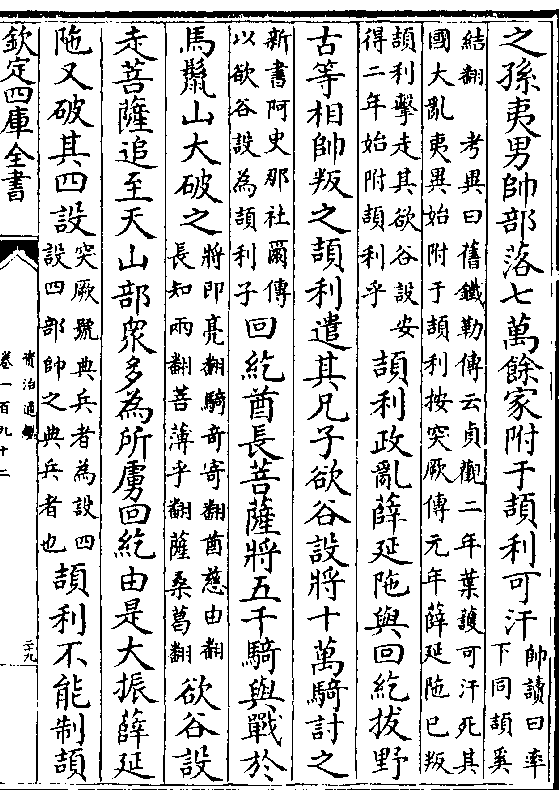 之孫夷男帥部落七萬餘家附于頡利可汗帥讀曰率
下同頡奚
結翻 考異曰舊鐵勒傳云貞觀二年葉護可汗死其
國大亂夷異始附于頡利按突厥傳元年薛延陁已叛
頡利擊走其欲谷設安
得二年始附頡利乎
頡利政亂薛延陁與回紇拔野
古等相帥叛之頡利遣其兄子欲谷設將十萬騎討之
新書阿史那社爾傳
以欲谷設為頡利子
回紇酋長菩薩將五千騎與戰於
馬鬛山大破之
將即亮翻騎奇寄翻酋慈由翻
長知兩翻菩薄乎翻薩桑葛翻
欲谷設
走菩薩追至天山部衆多為所虜回紇由是大振薛延
陁又破其四設
突厥號典兵者為設四
設四部帥之典兵者也
頡利不能制頡
欽定四庫全書
資治通鑑
卷一百九十二
二十九